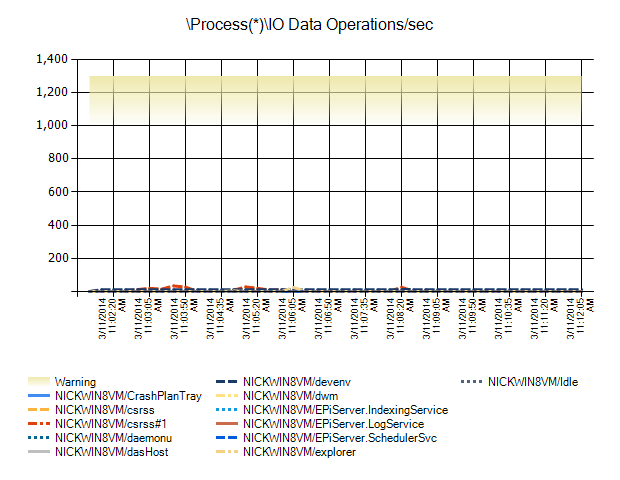 \Process(*)\IO Data Operations/sec
1,400
1,200
1,000
800
600
400
200
3/11/2014 11:02:20 AM
3/11/2014 11:03:05 AM
3/11/2014 11:03:50 AM
3/11/2014 11:04:35 AM
3/11/2014 11:05:20 AM
3/11/2014 11:06:05 AM
3/11/2014 11:06:50 AM
3/11/2014 11:07:35 AM
3/11/2014 11:08:20 AM
3/11/2014 11:09:05 AM
3/11/2014 11:09:50 AM
3/11/2014 11:10:35 AM
3/11/2014 11:11:20 AM
3/11/2014 11:12:05 AM
Warning
NICKWIN8VM/CrashPlanTray
NICKWIN8VM/csrss
NICKWIN8VM/csrss#1
NICKWIN8VM/daemonu
NICKWIN8VM/dasHost
NICKWIN8VM/devenv
NICKWIN8VM/dwm
NICKWIN8VM/EPiServer.IndexingService
NICKWIN8VM/EPiServer.LogService
NICKWIN8VM/EPiServer.SchedulerSvc
NICKWIN8VM/explorer
NICKWIN8VM/Idle